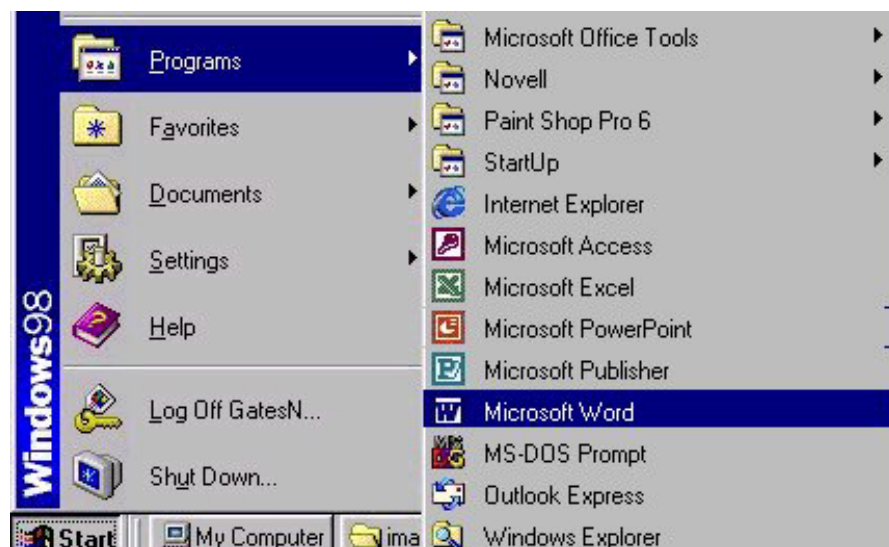 Programs
Favorites
Documents
Settings
Help
Log Off GatesN...
Shut Down...
Windows98
Microsoft Office Tools
Novell
Paint Shop Pro 6
StartUp
Internet Explorer
Microsoft Access
Microsoft Excel
Microsoft PowerPoint
Microsoft Publisher
Microsoft Word
MS-DOS Prompt
Outlook Express
Windows Explorer
Start
My Computer
ima